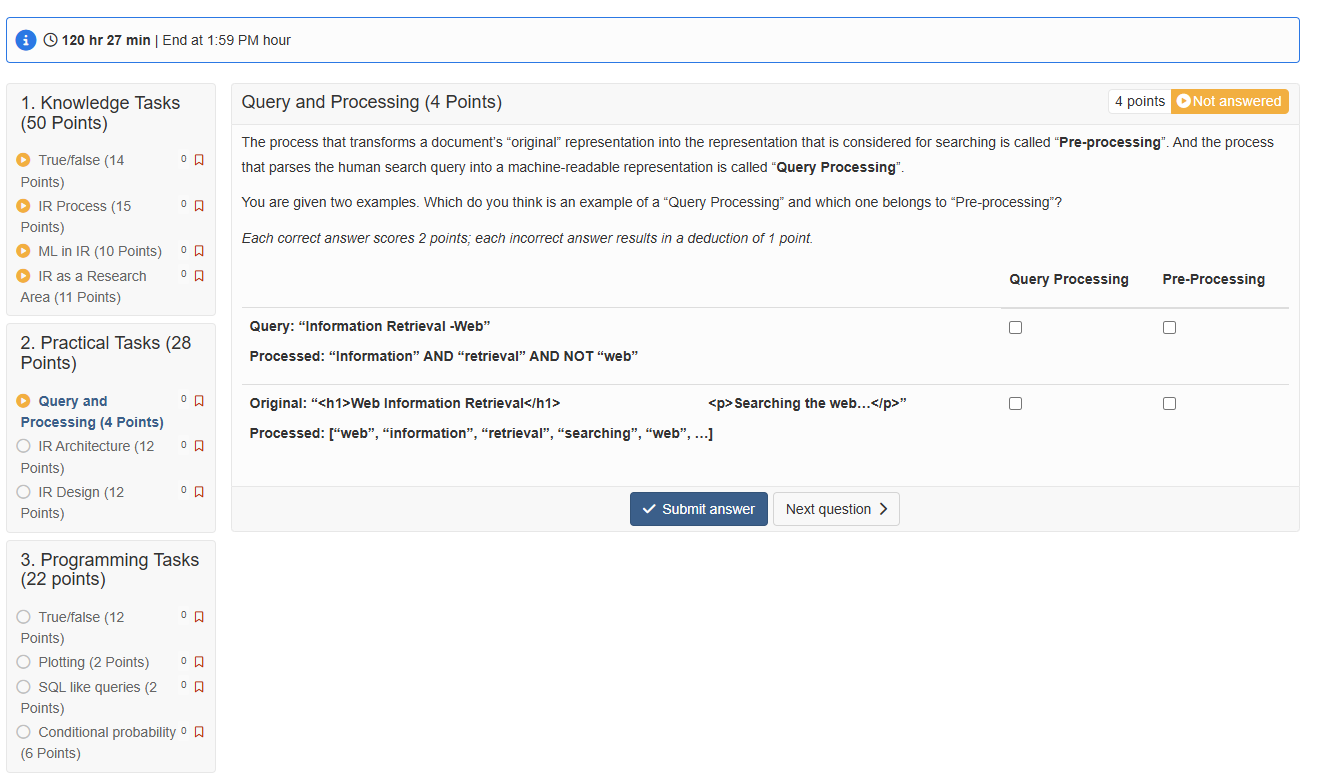 120 hr 27 min | End at 1:59 PM hour
1. Knowledge Tasks
(50 Points)
True/false (14 0
Points)
IR Process (15 0
Points)
ML in IR (10 Points) 0
IR as a Research 0
Area (11 Points)
2. Practical Tasks (28
Points)
Query and 0
Processing (4 Points)
IR Architecture (12 0
Points)
IR Design (12 0
Points)
3. Programming Tasks
(22 points)
True/false (12 0
Points)
Plotting (2 Points) 0
SQL like queries (2 0
Points)
Conditional probability 0
(6 Points)
Query and Processing (4 Points) 4 points Not answered
The process that transforms a document's “original” representation into the representation that is considered for searching is called “Pre-processing”. And the process
that parses the human search query into a machine-readable representation is called “Query Processing”.
You are given two examples. Which do you think is an example of a “Query Processing” and which one belongs to “Pre-processing”?
Each correct answer scores 2 points; each incorrect answer results in a deduction of 1 point.
Query Processing Pre-Processing
Query: “Information Retrieval -Web”
Processed: “Information” AND “retrieval” AND NOT “web”
Original: “<h1>Web Information Retrieval</h1> <p>Searching the web…</p>”
Processed: [“web”, “information”, “retrieval”, “searching”, “web”, …]
Submit answer Next question